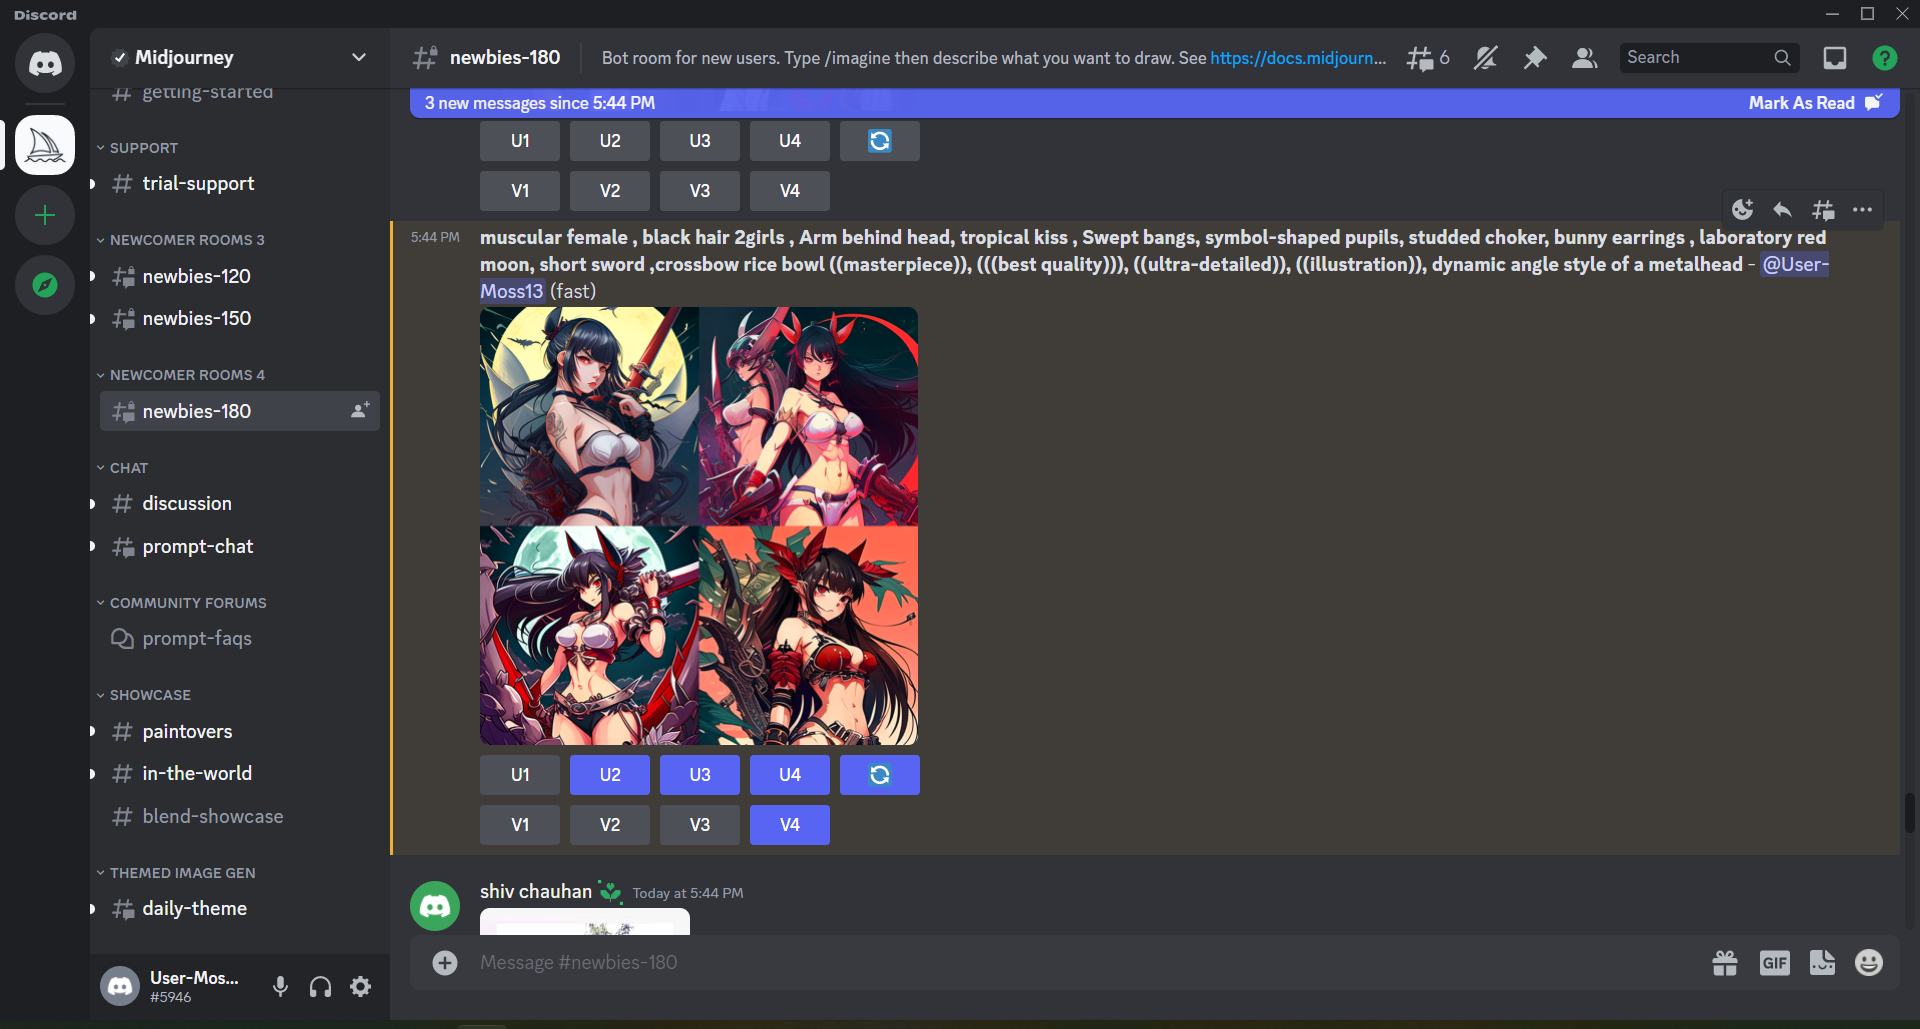 Discord
Midjourney
getting-started
SUPPORT
trial-support
NEWCOMER ROOMS 3
newbies-120
newbies-150
NEWCOMER ROOMS 4
newbies-180
CHAT
discussion
prompt-chat
COMMUNITY FORUMS
prompt-faqs
SHOWCASE
paintovers
in-the-world
blend-showcase
THEMED IMAGE GEN
daily-theme
User-Mos...
#5946
newbies-180 Bot room for new users. Type /imagine then describe what you want to draw. See https://docs.midjourn... 6 Search
3 new messages since 5:44 PM Mark As Read
U1 U2 U3 U4
V1 V2 V3 V4
5:44 PM muscular female , black hair 2girls , Arm behind head, tropical kiss , Swept bangs, symbol-shaped pupils, studded choker, bunny earrings , laboratory red
moon, short sword ,crossbow rice bowl ((masterpiece)), (((best quality))), ((ultra-detailed)), ((illustration)), dynamic angle style of a metalhead - @User-
Moss13 (fast)
U1 U2 U3 U4
V1 V2 V3 V4
shiv chauhan Today at 5:44 PM
Message #newbies-180
GIF